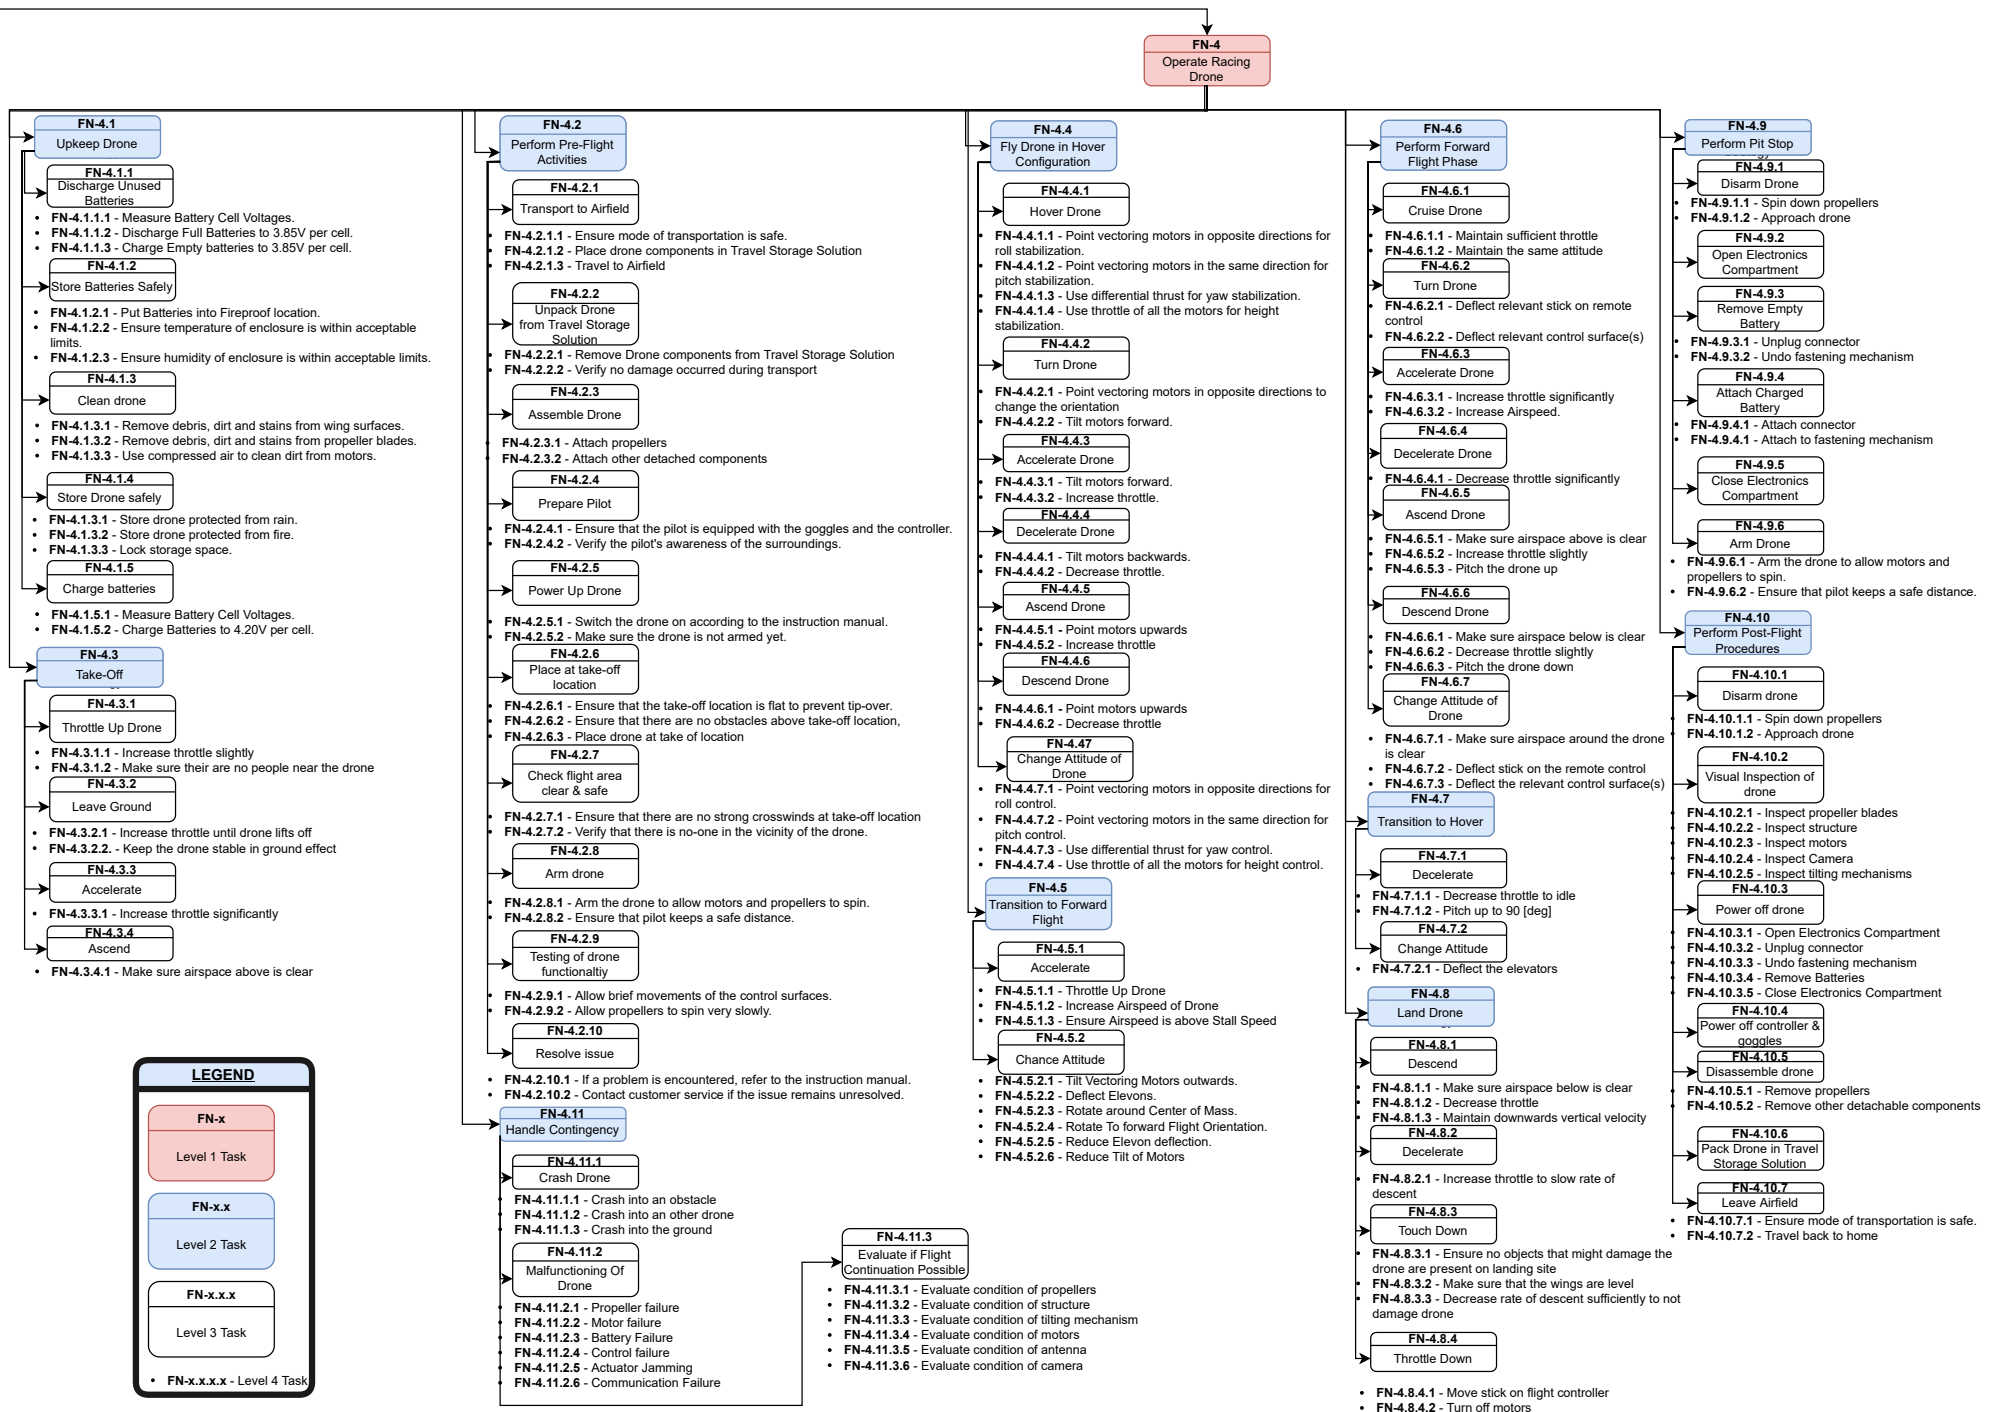 FN-4
Operate Racing
Drone
FN-4.1
Upkeep Drone
FN-4.1.1
Discharge Unused
Batteries
• FN-4.1.1.1 - Measure Battery Cell Voltages.
• FN-4.1.1.2 - Discharge Full Batteries to 3.85V per cell.
• FN-4.1.1.3 - Charge Empty batteries to 3.85V per cell.
FN-4.1.2
Store Batteries Safely
• FN-4.1.2.1 - Put Batteries into Fireproof location.
• FN-4.1.2.2 - Ensure temperature of enclosure is within acceptable
limits.
• FN-4.1.2.3 - Ensure humidity of enclosure is within acceptable limits.
FN-4.1.3
Clean drone
• FN-4.1.3.1 - Remove debris, dirt and stains from wing surfaces.
• FN-4.1.3.2 - Remove debris, dirt and stains from propeller blades.
• FN-4.1.3.3 - Use compressed air to clean dirt from motors.
FN-4.1.4
Store Drone safely
• FN-4.1.3.1 - Store drone protected from rain.
• FN-4.1.3.2 - Store drone protected from fire.
• FN-4.1.3.3 - Lock storage space.
FN-4.1.5
Charge batteries
• FN-4.1.5.1 - Measure Battery Cell Voltages.
• FN-4.1.5.2 - Charge Batteries to 4.20V per cell.
FN-4.3
Take-Off
FN-4.3.1
Throttle Up Drone
• FN-4.3.1.1 - Increase throttle slightly
• FN-4.3.1.2 - Make sure their are no people near the drone
FN-4.3.2
Leave Ground
• FN-4.3.2.1 - Increase throttle until drone lifts off
• FN-4.3.2.2. - Keep the drone stable in ground effect
FN-4.3.3
Accelerate
• FN-4.3.3.1 - Increase throttle significantly
FN-4.3.4
Ascend
• FN-4.3.4.1 - Make sure airspace above is clear
LEGEND
FN-x
Level 1 Task
FN-x.x
Level 2 Task
FN-x.x.x
Level 3 Task
• FN-x.x.x.x - Level 4 Task
FN-4.2
Perform Pre-Flight
Activities
FN-4.2.1
Transport to Airfield
• FN-4.2.1.1 - Ensure mode of transportation is safe.
• FN-4.2.1.2 - Place drone components in Travel Storage Solution
• FN-4.2.1.3 - Travel to Airfield
FN-4.2.2
Unpack Drone
from Travel Storage
Solution
• FN-4.2.2.1 - Remove Drone components from Travel Storage Solution
• FN-4.2.2.2 - Verify no damage occurred during transport
FN-4.2.3
Assemble Drone
• FN-4.2.3.1 - Attach propellers
• FN-4.2.3.2 - Attach other detached components
FN-4.2.4
Prepare Pilot
• FN-4.2.4.1 - Ensure that the pilot is equipped with the goggles and the controller.
• FN-4.2.4.2 - Verify the pilot's awareness of the surroundings.
FN-4.2.5
Power Up Drone
• FN-4.2.5.1 - Switch the drone on according to the instruction manual.
• FN-4.2.5.2 - Make sure the drone is not armed yet.
FN-4.2.6
Place at take-off
location
• FN-4.2.6.1 - Ensure that the take-off location is flat to prevent tip-over.
• FN-4.2.6.2 - Ensure that there are no obstacles above take-off location,
• FN-4.2.6.3 - Place drone at take of location
FN-4.2.7
Check flight area
clear & safe
• FN-4.2.7.1 - Ensure that there are no strong crosswinds at take-off location
• FN-4.2.7.2 - Verify that there is no-one in the vicinity of the drone.
FN-4.2.8
Arm drone
• FN-4.2.8.1 - Arm the drone to allow motors and propellers to spin.
• FN-4.2.8.2 - Ensure that pilot keeps a safe distance.
FN-4.2.9
Testing of drone
functionaltiy
• FN-4.2.9.1 - Allow brief movements of the control surfaces.
• FN-4.2.9.2 - Allow propellers to spin very slowly.
FN-4.2.10
Resolve issue
• FN-4.2.10.1 - If a problem is encountered, refer to the instruction manual.
• FN-4.2.10.2 - Contact customer service if the issue remains unresolved.
FN-4.11
Handle Contingency
FN-4.11.1
Crash Drone
• FN-4.11.1.1 - Crash into an obstacle
• FN-4.11.1.2 - Crash into an other drone
• FN-4.11.1.3 - Crash into the ground
FN-4.11.2
Malfunctioning Of
Drone
• FN-4.11.2.1 - Propeller failure
• FN-4.11.2.2 - Motor failure
• FN-4.11.2.3 - Battery Failure
• FN-4.11.2.4 - Control failure
• FN-4.11.2.5 - Actuator Jamming
• FN-4.11.2.6 - Communication Failure
FN-4.11.3
Evaluate if Flight
Continuation Possible
• FN-4.11.3.1 - Evaluate condition of propellers
• FN-4.11.3.2 - Evaluate condition of structure
• FN-4.11.3.3 - Evaluate condition of tilting mechanism
• FN-4.11.3.4 - Evaluate condition of motors
• FN-4.11.3.5 - Evaluate condition of antenna
• FN-4.11.3.6 - Evaluate condition of camera
FN-4.4
Fly Drone in Hover
Configuration
FN-4.4.1
Hover Drone
• FN-4.4.1.1 - Point vectoring motors in opposite directions for
roll stabilization.
• FN-4.4.1.2 - Point vectoring motors in the same direction for
pitch stabilization.
• FN-4.4.1.3 - Use differential thrust for yaw stabilization.
• FN-4.4.1.4 - Use throttle of all the motors for height
stabilization.
FN-4.4.2
Turn Drone
• FN-4.4.2.1 - Point vectoring motors in opposite directions to
change the orientation
• FN-4.4.2.2 - Tilt motors forward.
FN-4.4.3
Accelerate Drone
• FN-4.4.3.1 - Tilt motors forward.
• FN-4.4.3.2 - Increase throttle.
FN-4.4.4
Decelerate Drone
• FN-4.4.4.1 - Tilt motors backwards.
• FN-4.4.4.2 - Decrease throttle.
FN-4.4.5
Ascend Drone
• FN-4.4.5.1 - Point motors upwards
• FN-4.4.5.2 - Increase throttle
FN-4.4.6
Descend Drone
• FN-4.4.6.1 - Point motors upwards
• FN-4.4.6.2 - Decrease throttle
FN-4.47
Change Attitude of
Drone
• FN-4.4.7.1 - Point vectoring motors in opposite directions for
roll control.
• FN-4.4.7.2 - Point vectoring motors in the same direction for
pitch control.
• FN-4.4.7.3 - Use differential thrust for yaw control.
• FN-4.4.7.4 - Use throttle of all the motors for height control.
FN-4.5
Transition to Forward
Flight
FN-4.5.1
Accelerate
• FN-4.5.1.1 - Throttle Up Drone
• FN-4.5.1.2 - Increase Airspeed of Drone
• FN-4.5.1.3 - Ensure Airspeed is above Stall Speed
FN-4.5.2
Chance Attitude
• FN-4.5.2.1 - Tilt Vectoring Motors outwards.
• FN-4.5.2.2 - Deflect Elevons.
• FN-4.5.2.3 - Rotate around Center of Mass.
• FN-4.5.2.4 - Rotate To forward Flight Orientation.
• FN-4.5.2.5 - Reduce Elevon deflection.
• FN-4.5.2.6 - Reduce Tilt of Motors
FN-4.6
Perform Forward
Flight Phase
FN-4.6.1
Cruise Drone
• FN-4.6.1.1 - Maintain sufficient throttle
• FN-4.6.1.2 - Maintain the same attitude
FN-4.6.2
Turn Drone
• FN-4.6.2.1 - Deflect relevant stick on remote
control
• FN-4.6.2.2 - Deflect relevant control surface(s)
FN-4.6.3
Accelerate Drone
• FN-4.6.3.1 - Increase throttle significantly
• FN-4.6.3.2 - Increase Airspeed.
FN-4.6.4
Decelerate Drone
• FN-4.6.4.1 - Decrease throttle significantly
FN-4.6.5
Ascend Drone
• FN-4.6.5.1 - Make sure airspace above is clear
• FN-4.6.5.2 - Increase throttle slightly
• FN-4.6.5.3 - Pitch the drone up
FN-4.6.6
Descend Drone
• FN-4.6.6.1 - Make sure airspace below is clear
• FN-4.6.6.2 - Decrease throttle slightly
• FN-4.6.6.3 - Pitch the drone down
FN-4.6.7
Change Attitude of
Drone
• FN-4.6.7.1 - Make sure airspace around the drone
is clear
• FN-4.6.7.2 - Deflect stick on the remote control
• FN-4.6.7.3 - Deflect the relevant control surface(s)
FN-4.7
Transition to Hover
FN-4.7.1
Decelerate
• FN-4.7.1.1 - Decrease throttle to idle
• FN-4.7.1.2 - Pitch up to 90 [deg]
FN-4.7.2
Change Attitude
• FN-4.7.2.1 - Deflect the elevators
FN-4.8
Land Drone
FN-4.8.1
Descend
• FN-4.8.1.1 - Make sure airspace below is clear
• FN-4.8.1.2 - Decrease throttle
• FN-4.8.1.3 - Maintain downwards vertical velocity
FN-4.8.2
Decelerate
• FN-4.8.2.1 - Increase throttle to slow rate of
descent
FN-4.8.3
Touch Down
• FN-4.8.3.1 - Ensure no objects that might damage the
drone are present on landing site
• FN-4.8.3.2 - Make sure that the wings are level
• FN-4.8.3.3 - Decrease rate of descent sufficiently to not
damage drone
FN-4.8.4
Throttle Down
• FN-4.8.4.1 - Move stick on flight controller
• FN-4.8.4.2 - Turn off motors
FN-4.9
Perform Pit Stop
FN-4.9.1
Disarm Drone
• FN-4.9.1.1 - Spin down propellers
• FN-4.9.1.2 - Approach drone
FN-4.9.2
Open Electronics
Compartment
FN-4.9.3
Remove Empty
Battery
• FN-4.9.3.1 - Unplug connector
• FN-4.9.3.2 - Undo fastening mechanism
FN-4.9.4
Attach Charged
Battery
• FN-4.9.4.1 - Attach connector
• FN-4.9.4.1 - Attach to fastening mechanism
FN-4.9.5
Close Electronics
Compartment
FN-4.9.6
Arm Drone
• FN-4.9.6.1 - Arm the drone to allow motors and
propellers to spin.
• FN-4.9.6.2 - Ensure that pilot keeps a safe distance.
FN-4.10
Perform Post-Flight
Procedures
FN-4.10.1
Disarm drone
• FN-4.10.1.1 - Spin down propellers
• FN-4.10.1.2 - Approach drone
FN-4.10.2
Visual Inspection of
drone
• FN-4.10.2.1 - Inspect propeller blades
• FN-4.10.2.2 - Inspect structure
• FN-4.10.2.3 - Inspect motors
• FN-4.10.2.4 - Inspect Camera
• FN-4.10.2.5 - Inspect tilting mechanisms
FN-4.10.3
Power off drone
• FN-4.10.3.1 - Open Electronics Compartment
• FN-4.10.3.2 - Unplug connector
• FN-4.10.3.3 - Undo fastening mechanism
• FN-4.10.3.4 - Remove Batteries
• FN-4.10.3.5 - Close Electronics Compartment
FN-4.10.4
Power off controller &
goggles
FN-4.10.5
Disassemble drone
• FN-4.10.5.1 - Remove propellers
• FN-4.10.5.2 - Remove other detachable components
FN-4.10.6
Pack Drone in Travel
Storage Solution
FN-4.10.7
Leave Airfield
• FN-4.10.7.1 - Ensure mode of transportation is safe.
• FN-4.10.7.2 - Travel back to home